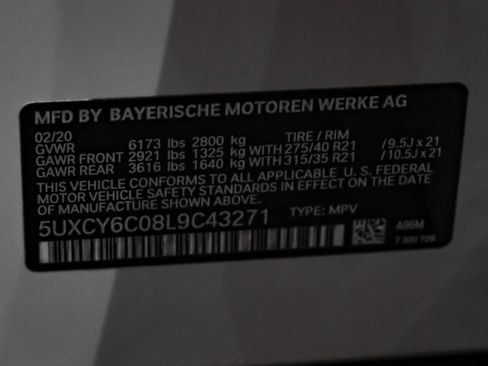 MFD BY BAYERISCHE MOTOREN WERKE AG
02/20 TIRE / RIM
GVWR 6173 lbs 2800 kg
GAWR FRONT 2921 lbs 1325 kg WITH 275/40 R21 / 9.5J x 21
GAWR REAR 3616 lbs 1640 kg WITH 315/35 R21 / 10.5J x 21
THIS VEHICLE CONFORMS TO ALL APPLICABLE U. S. FEDERAL
MOTOR VEHICLE SAFETY STANDARDS IN EFFECT ON THE DATE
OF MANUFACTURE SHOWN ABOVE.
5UXCY6C08L9C43271 TYPE: MPV
A96M